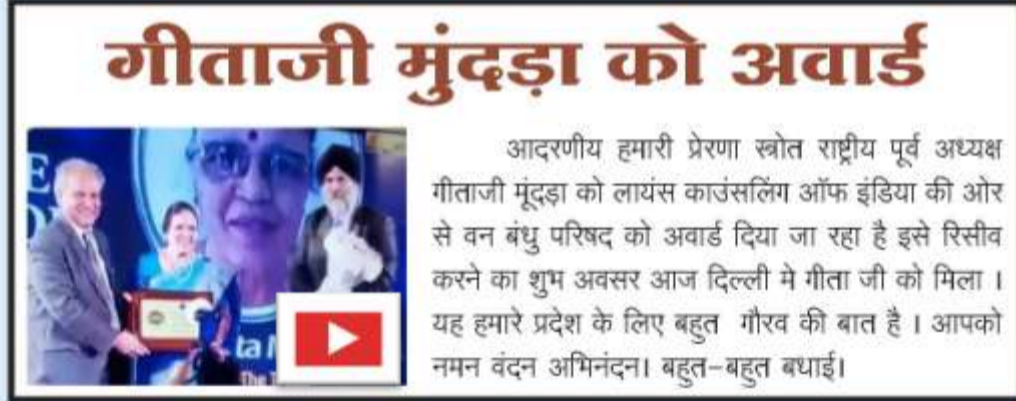 गीताजी मुंदड़ा को अवार्ड
आदरणीय हमारी प्रेरणा स्त्रोत राष्ट्रीय पूर्व अध्यक्ष
गीताजी मूंदड़ा को लायंस काउंसलिंग ऑफ इंडिया की ओर
से वन बंधु परिषद को अवार्ड दिया जा रहा है इसे रिसीव
करने का शुभ अवसर आज दिल्ली मे गीता जी को मिला ।
यह हमारे प्रदेश के लिए बहुत गौरव की बात है । आपको
नमन वंदन अभिनंदन। बहुत-बहुत बधाई।